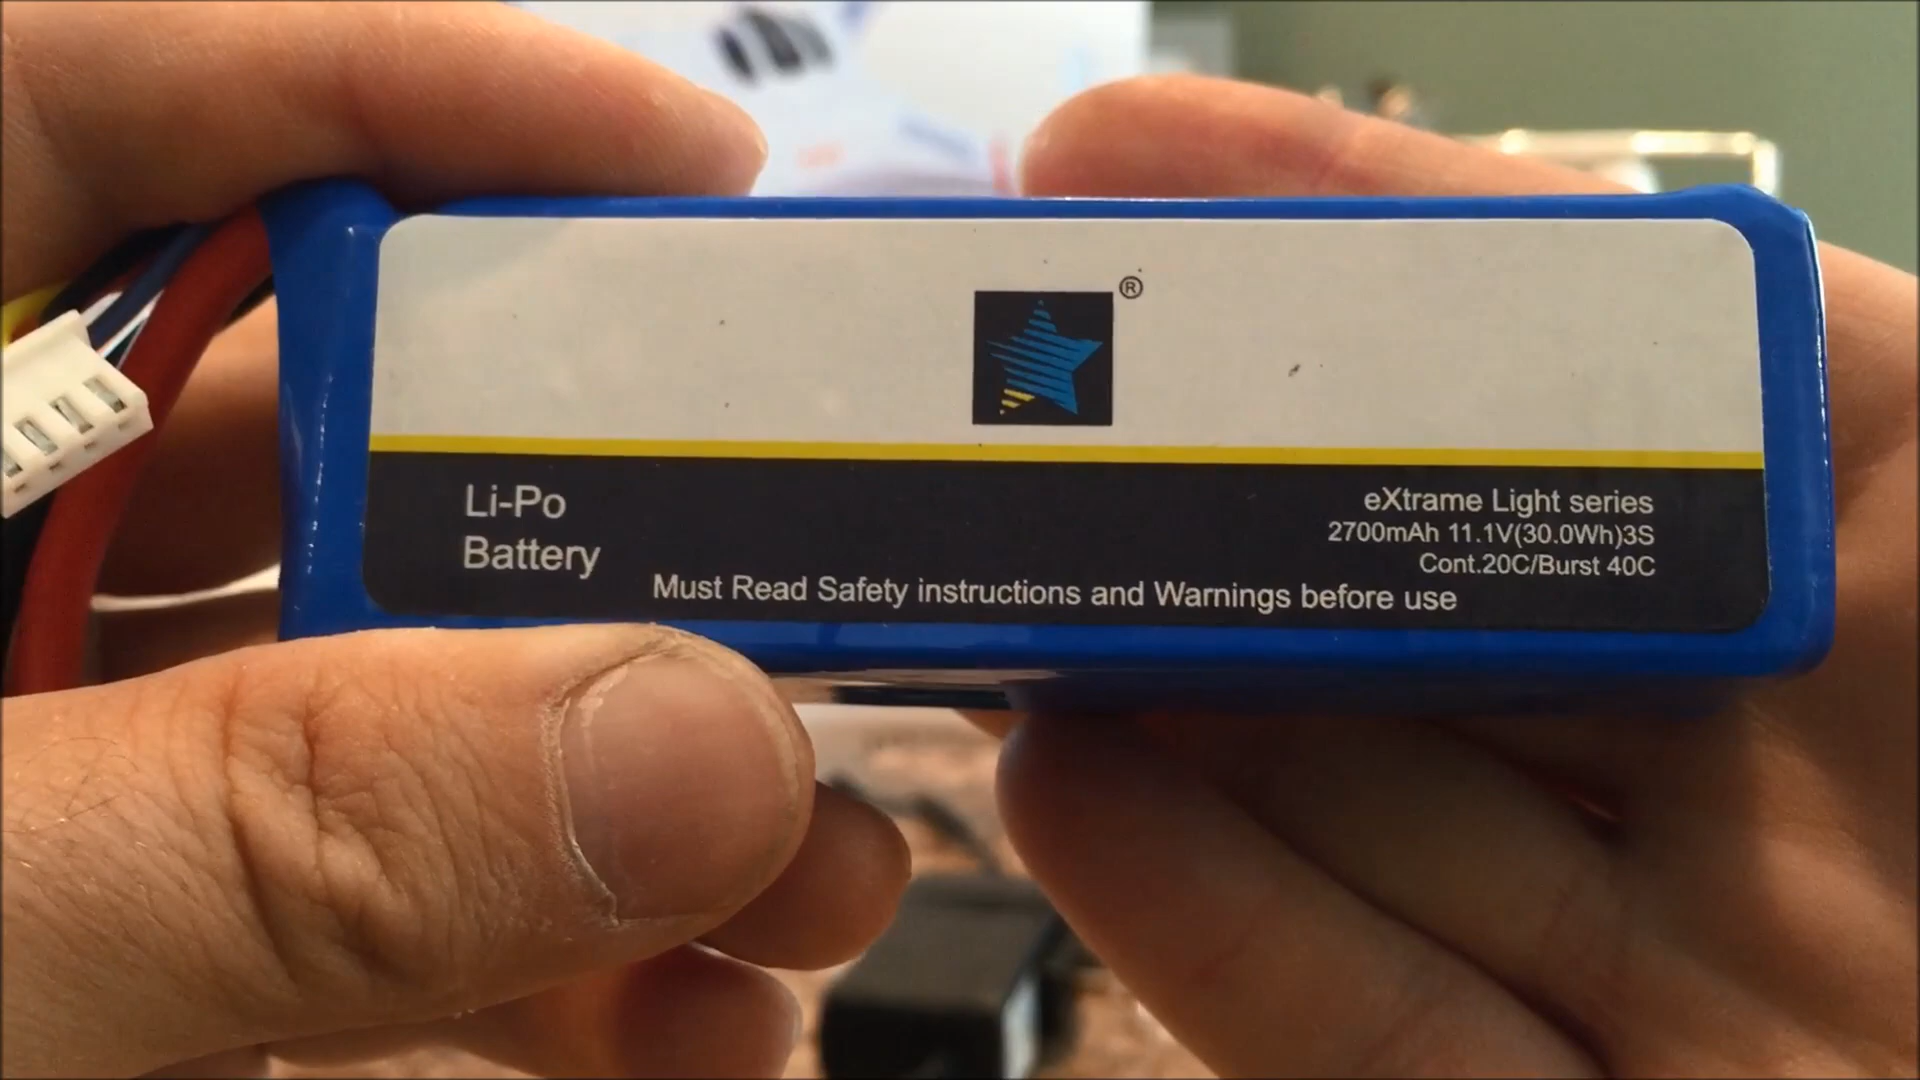 ®
Li-Po
Battery
eXtrame Light series
2700mAh 11.1V(30.0Wh)3S
Cont.20C/Burst 40C
Must Read Safety instructions and Warnings before use